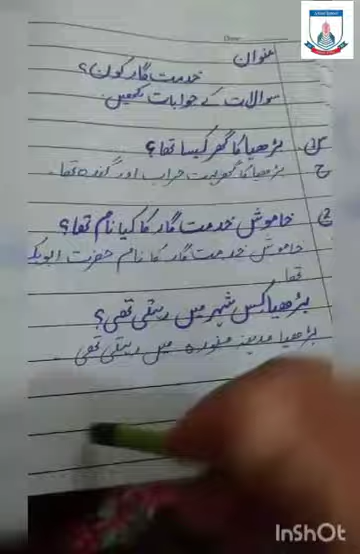 Date:
عنوان
خدمت گار کون؟
سوالات کے جوابات لکھیں:
س۱۔ بڑھیا کا گھر کیسا تھا؟
ج بڑھیا کا گھر بہت خراب اور گندہ تھا۔
خاموش خدمت گار کا کیا نام تھا؟
خاموش خدمت گار کا نام حضرت ابوبکر
تھا۔
بڑھیا کس شہر میں رہتی تھی؟
بڑھیا مدینہ منورہ میں رہتی تھی۔
InShOt